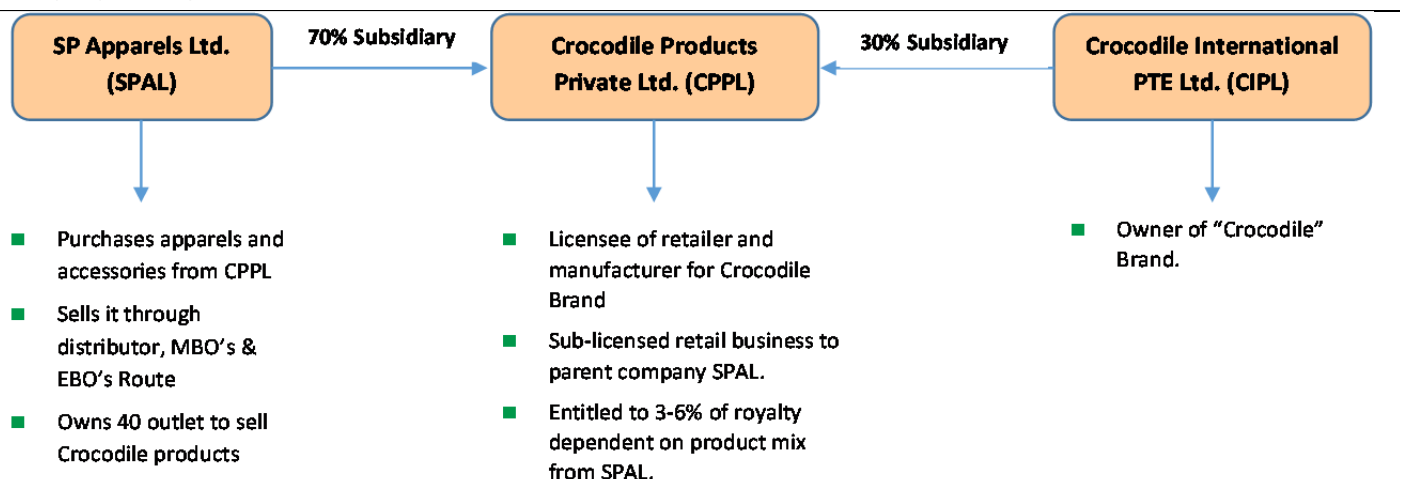 SP Apparels Ltd.
(SPAL)
70% Subsidiary
Crocodile Products
Private Ltd. (CPPL)
30% Subsidiary
Crocodile International
PTE Ltd. (CIPL)
Purchases apparels and
accessories from CPPL
Sells it through
distributor, MBO's &
EBO's Route
Owns 40 outlet to sell
Crocodile products
Licensee of retailer and
manufacturer for Crocodile
Brand
Sub-licensed retail business to
parent company SPAL.
Entitled to 3-6% of royalty
dependent on product mix
from SPAL.
Owner of "Crocodile"
Brand.